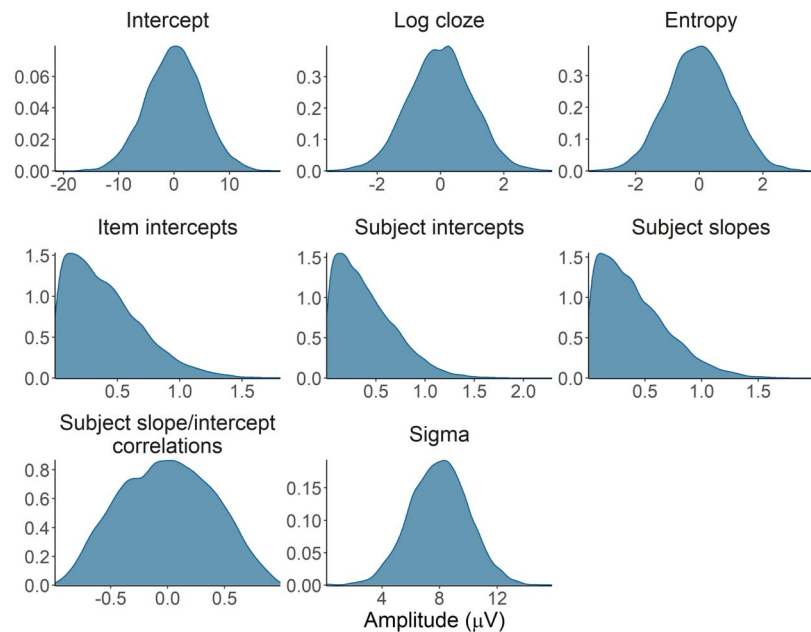 Intercept
Log cloze
Entropy
0.06
0.04
0.02
0.00
-20 -10 0 10
0.3
0.2
0.1
0.0
-2 0 2
0.3
0.2
0.1
0.0
-2 0 2
Item intercepts
Subject intercepts
Subject slopes
1.5
1.0
0.5
0.0
0.5 1.0 1.5
1.5
1.0
0.5
0.0
0.5 1.0 1.5 2.0
1.5
1.0
0.5
0.0
0.5 1.0 1.5
Subject slope/intercept
correlations
Sigma
0.8
0.6
0.4
0.2
0.0
-0.5 0.0 0.5
0.15
0.10
0.05
0.00
4 8 12
Amplitude (μV)